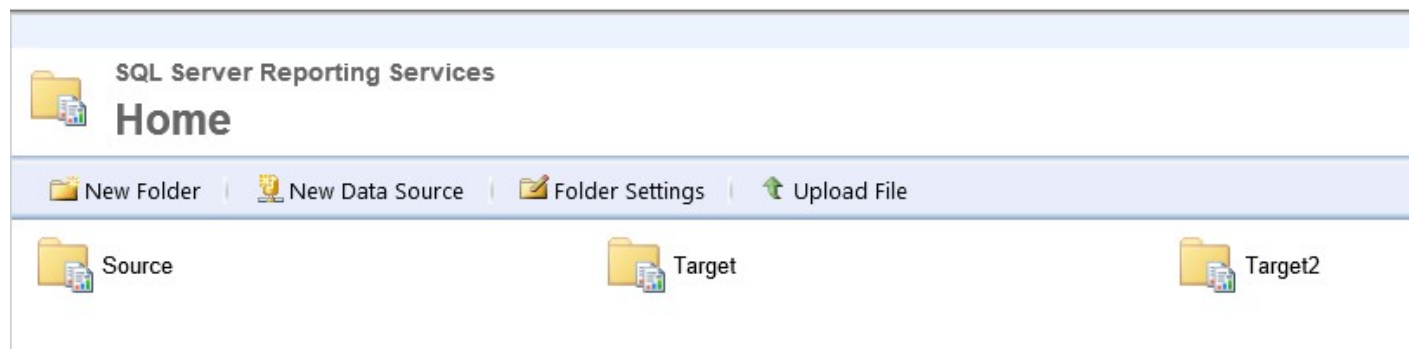 SQL Server Reporting Services
Home
New Folder New Data Source Folder Settings Upload File
Source Target Target2